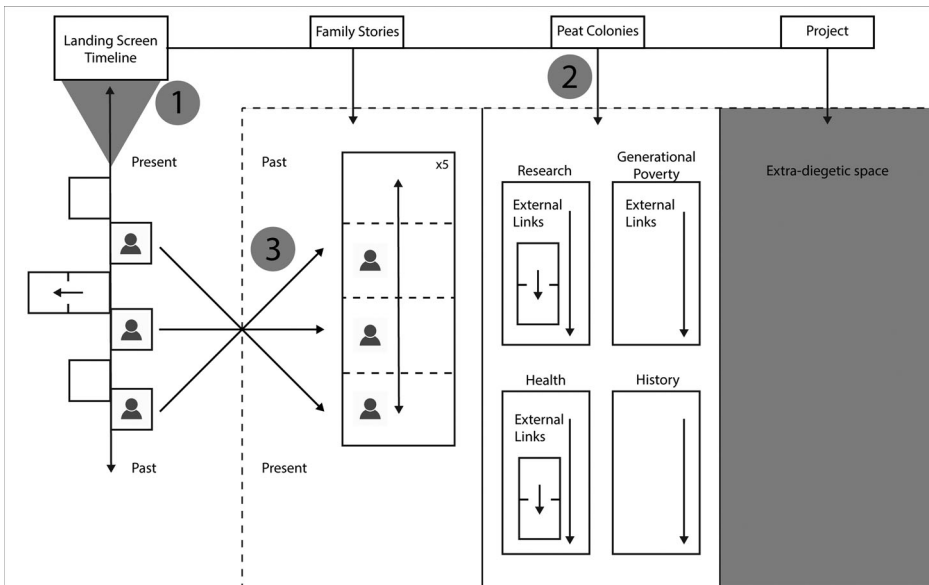 Landing Screen
Timeline
Family Stories
Peat Colonies
Project
1
2
Present
Past
x5
Research
Generational
Poverty
Extra-diegetic space
External
Links
External
Links
3
Health
History
External
Links
Past
Present